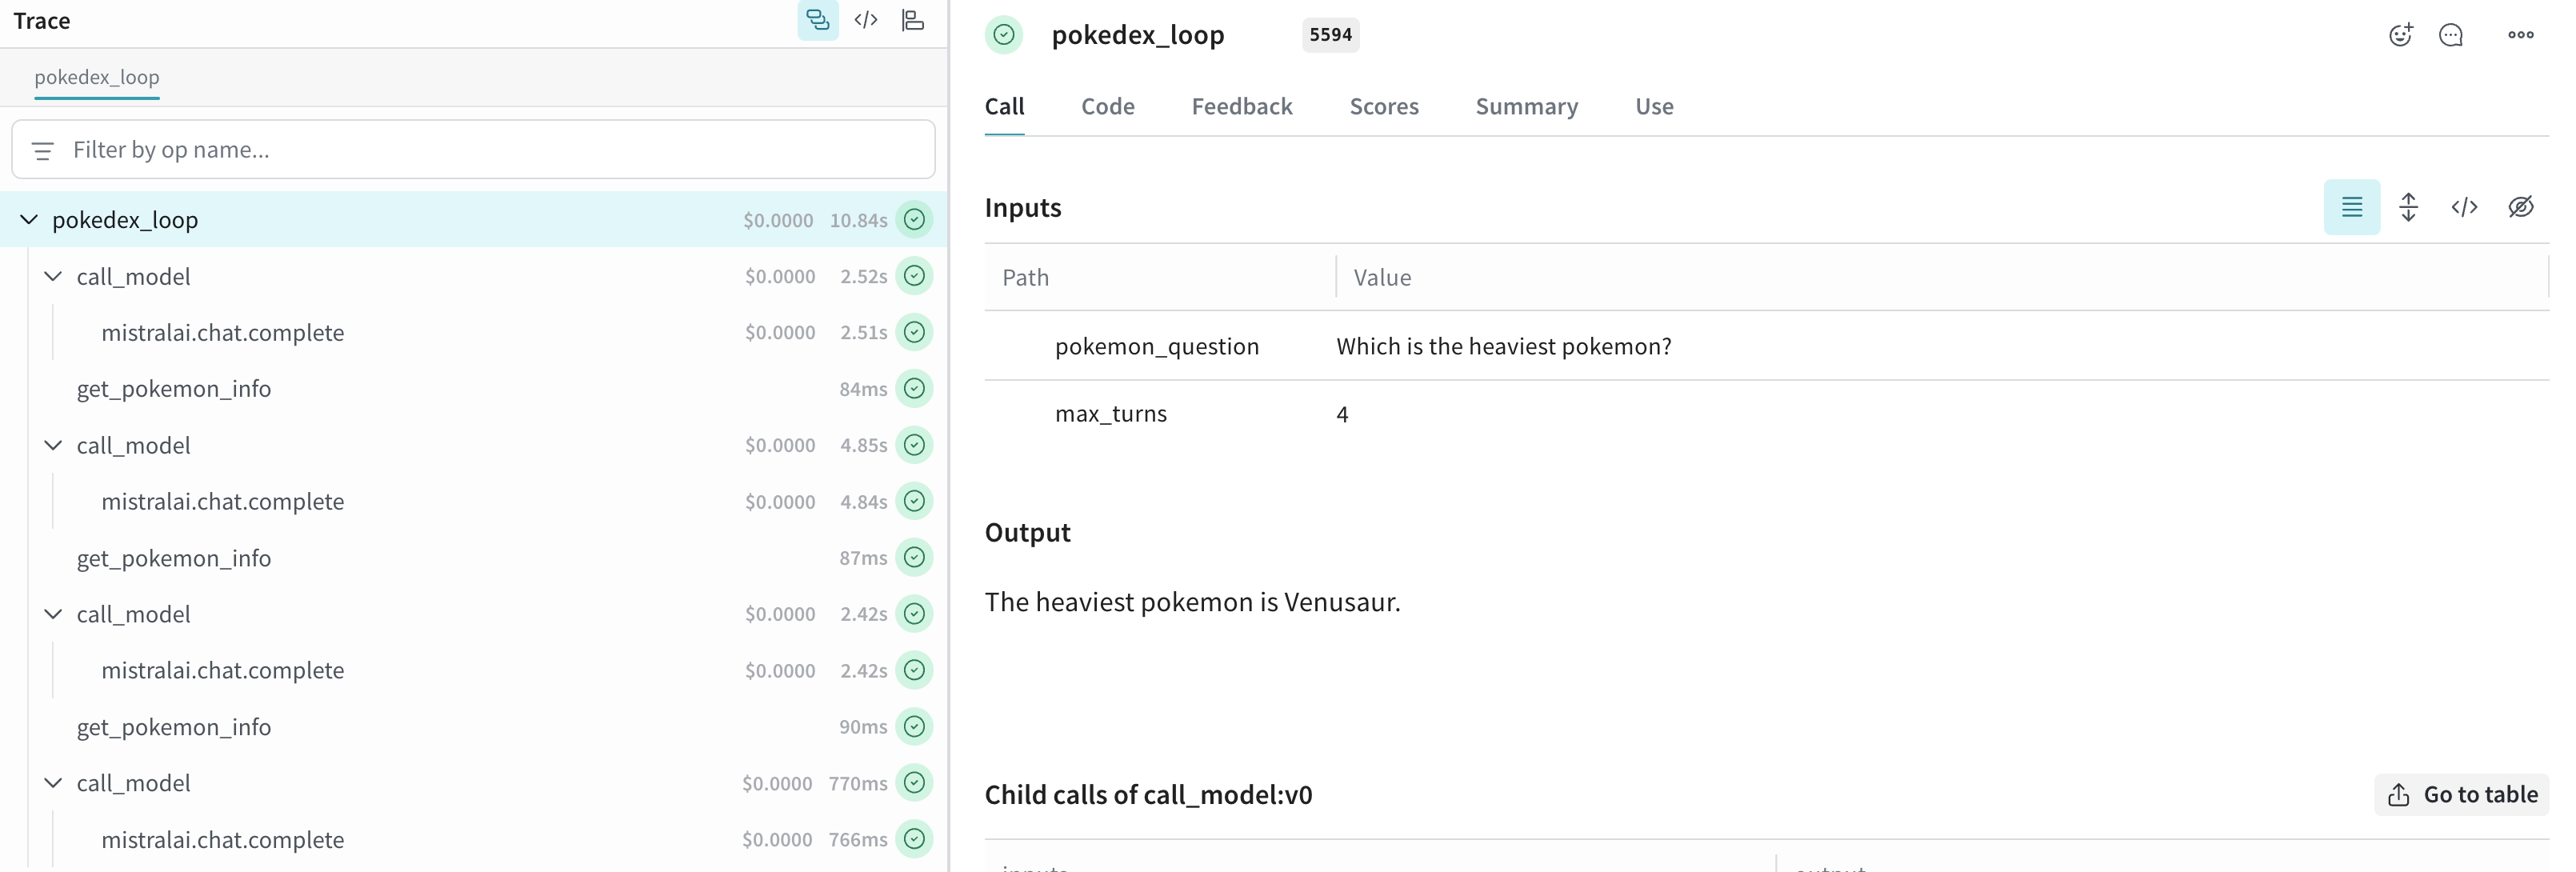 Trace
pokedex_loop
Filter by op name...
pokedex_loop $0.0000 10.84s
call_model $0.0000 2.52s
mistralai.chat.complete $0.0000 2.51s
get_pokemon_info 84ms
call_model $0.0000 4.85s
mistralai.chat.complete $0.0000 4.84s
get_pokemon_info 87ms
call_model $0.0000 2.42s
mistralai.chat.complete $0.0000 2.42s
get_pokemon_info 90ms
call_model $0.0000 770ms
mistralai.chat.complete $0.0000 766ms
pokedex_loop 5594
Call Code Feedback Scores Summary Use
Inputs
Path Value
pokemon_question Which is the heaviest pokemon?
max_turns 4
Output
The heaviest pokemon is Venusaur.
Child calls of call_model:v0 Go to table
inputs output